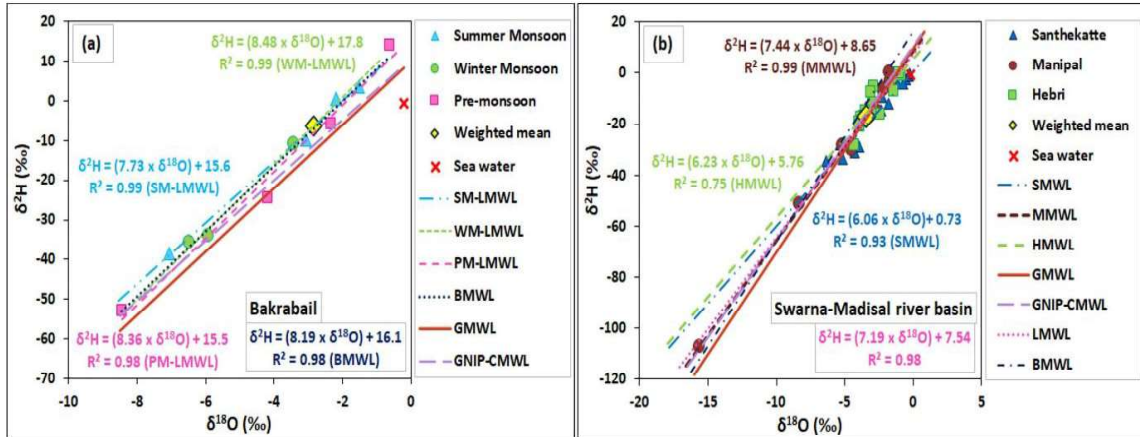 (a)
δ²H = (8.48 x δ¹⁸O) + 17.8
R² = 0.99 (WM-LMWL)
δ²H = (7.73 x δ¹⁸O) + 15.6
R² = 0.99 (SM-LMWL)
Bakrabail
δ²H = (8.36 x δ¹⁸O) + 15.5
R² = 0.98 (PM-LMWL)
δ²H = (8.19 x δ¹⁸O) + 16.1
R² = 0.98 (BMWL)
δ²H (‰)
20
10
0
-10
-20
-30
-40
-50
-60
-70
-10
-8
-6
-4
-2
0
δ¹⁸O (‰)
Summer Monsoon
Winter Monsoon
Pre-monsoon
Weighted mean
Sea water
SM-LMWL
WM-LMWL
PM-LMWL
BMWL
GMWL
GNIP-CMWL
(b)
δ²H = (7.44 x δ¹⁸O) + 8.65
R² = 0.99 (MMWL)
δ²H = (6.28 x δ¹⁸O) + 5.76
R² = 0.75 (HMWL)
δ²H = (6.06 x δ¹⁸O)+ 0.73
R² = 0.93 (SMWL)
Swarna-Madisal river basin
δ²H = (7.19 x δ¹⁸O) + 7.54
R² = 0.98
δ²H (‰)
20
0
-20
-40
-60
-80
-100
-120
-20
-15
-10
-5
0
5
δ¹⁸O (‰)
Santhekatte
Manipal
Hebri
Weighted mean
Sea water
SMWL
MMWL
HMWL
GMWL
GNIP-CMWL
LMWL
BMWL